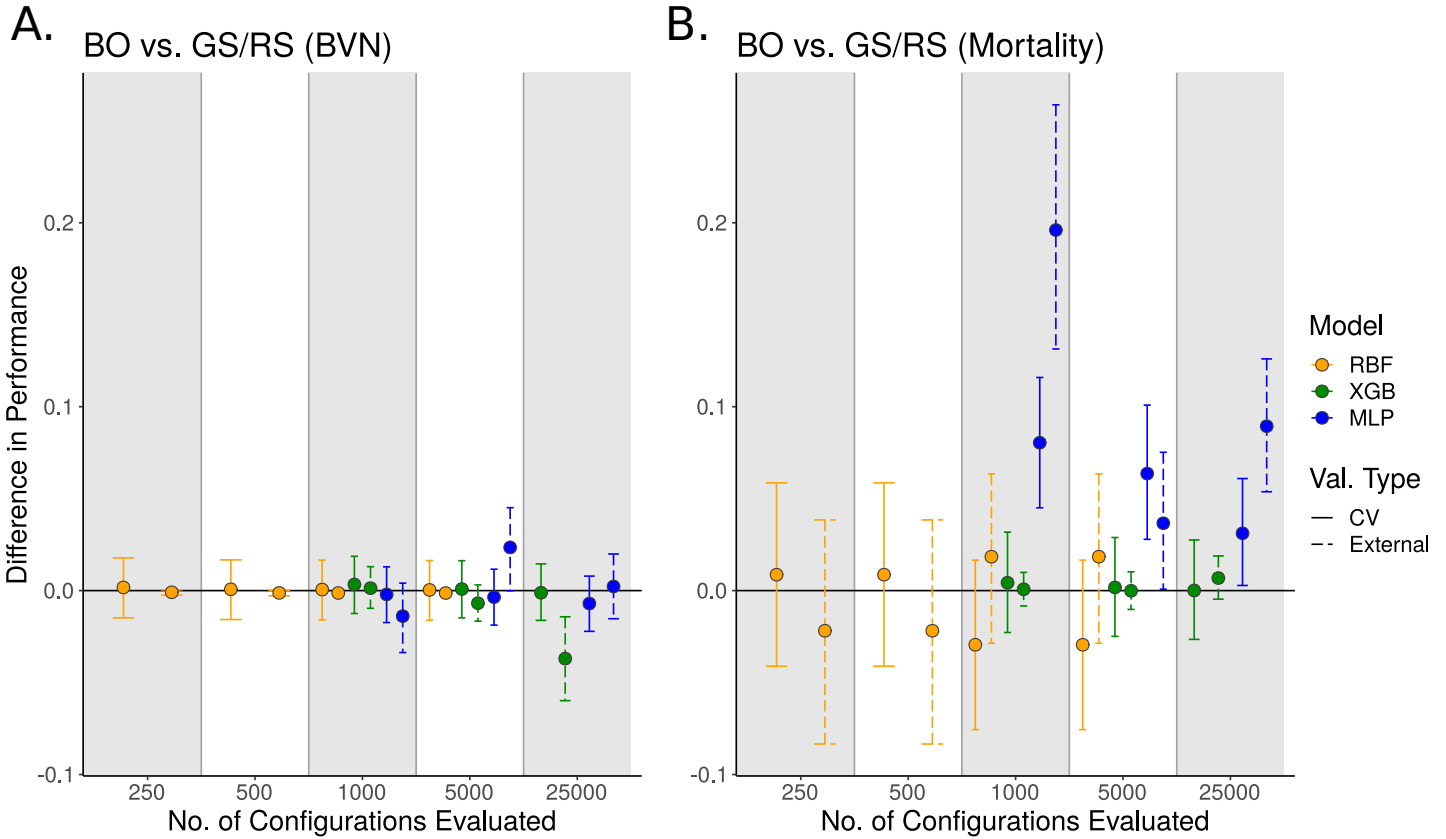 A.
BO vs. GS/RS (BVN)
Difference in Performance
0.2
0.1
0.0
-0.1
250 500 1000 5000 25000
No. of Configurations Evaluated
B.
BO vs. GS/RS (Mortality)
0.2
0.1
0.0
-0.1
250 500 1000 5000 25000
No. of Configurations Evaluated
Model
RBF
XGB
MLP
Val. Type
CV
External